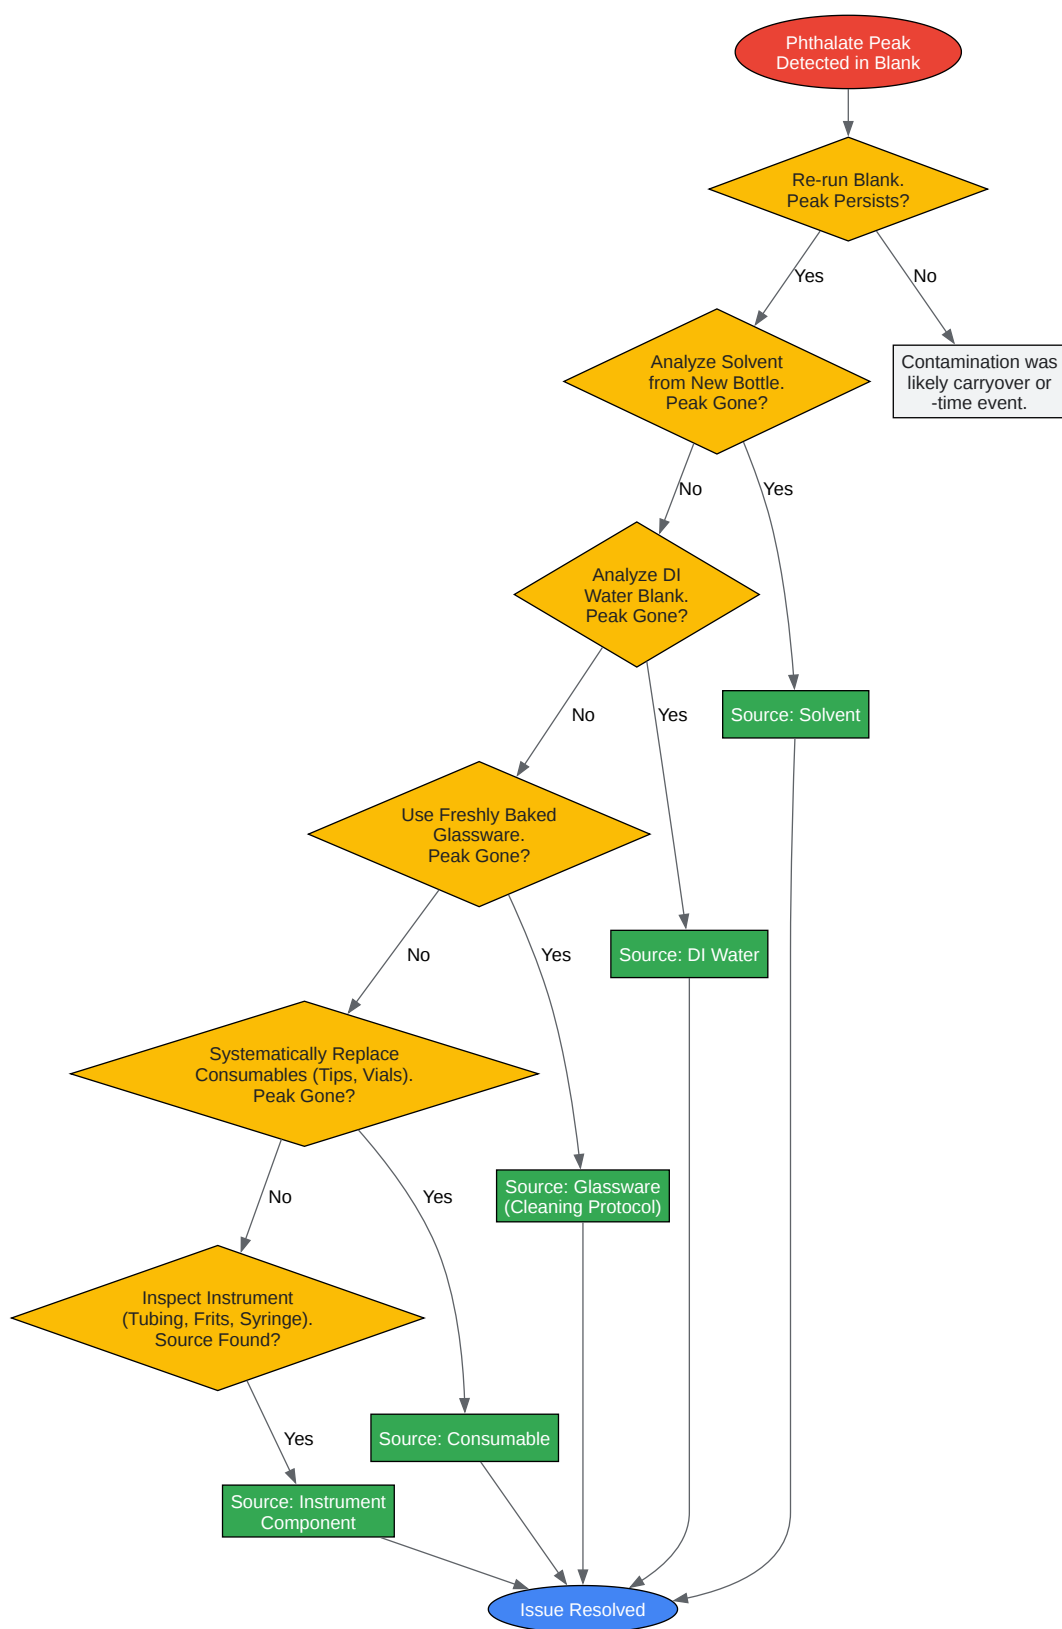 Phthalate Peak
Detected in Blank
Re-run Blank.
Peak Persists?
Yes
No
Analyze Solvent
from New Bottle.
Peak Gone?
Contamination was
likely carryover or
-time event.
No
Yes
Analyze DI
Water Blank.
Peak Gone?
No
Yes
Source: Solvent
Use Freshly Baked
Glassware.
Peak Gone?
No
Yes
Source: DI Water
Systematically Replace
Consumables (Tips, Vials).
Peak Gone?
No
Yes
Source: Glassware
(Cleaning Protocol)
Inspect Instrument
(Tubing, Frits, Syringe).
Source Found?
Yes
Source: Consumable
Source: Instrument
Component
Issue Resolved